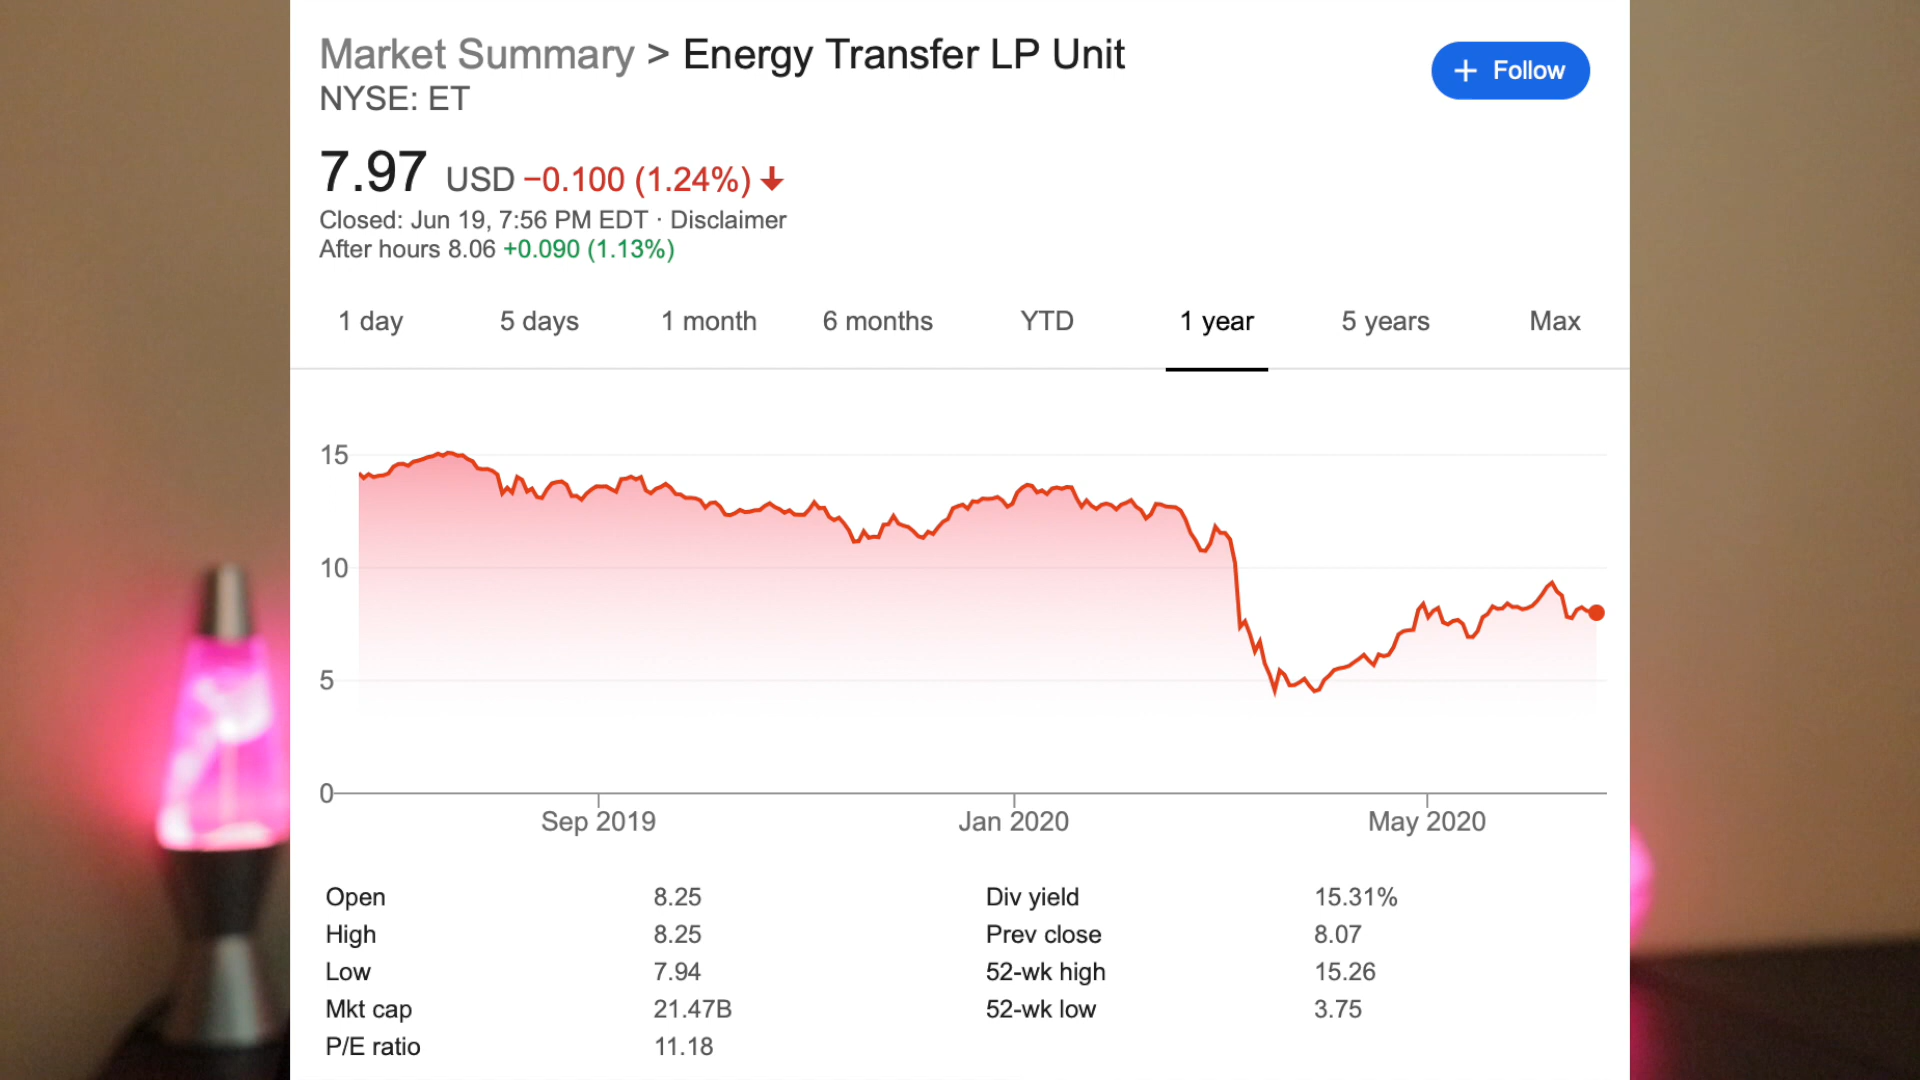 Market Summary > Energy Transfer LP Unit
NYSE: ET
+ Follow
7.97 USD −0.100 (1.24%)
Closed: Jun 19, 7:56 PM EDT · Disclaimer
After hours 8.06 +0.090 (1.13%)
1 day 5 days 1 month 6 months YTD 1 year 5 years Max
15
10
5
0
Sep 2019 Jan 2020 May 2020
Open 8.25 Div yield 15.31%
High 8.25 Prev close 8.07
Low 7.94 52-wk high 15.26
Mkt cap 21.47B 52-wk low 3.75
P/E ratio 11.18